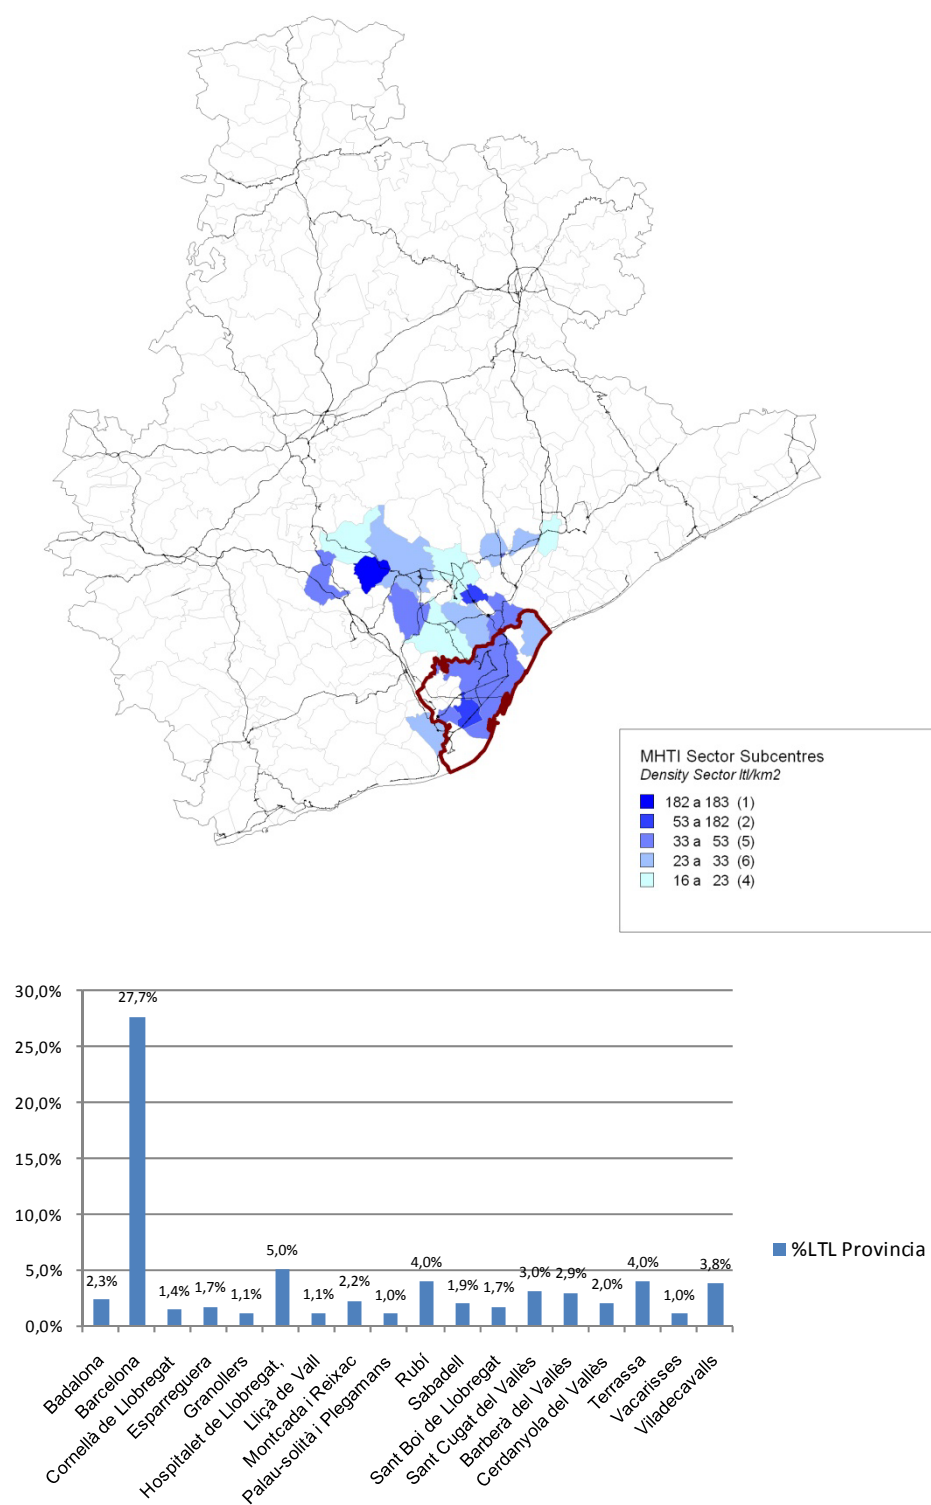 MHTI Sector Subcentres
Density Sector ltl/km2
182 a 183 (1)
53 a 182 (2)
33 a 53 (5)
23 a 33 (6)
16 a 23 (4)
30,0%
25,0%
20,0%
15,0%
10,0%
5,0%
0,0%
2,3%
27,7%
1,4%
1,7%
1,1%
5,0%
1,1%
2,2%
1,0%
4,0%
1,9%
1,7%
3,0%
2,9%
2,0%
4,0%
1,0%
3,8%
%LTL Provincia
Badalona
Barcelona
Cornellà de Llobregat
Esparreguera
Granollers
Hospitalet de Llobregat,
Lliçà de Vall
Montcada i Reixac
Palau-solità i Plegamans
Rubí
Sabadell
Sant Boi de Llobregat
Sant Cugat del Vallès
Barberà del Vallès
Cerdanyola del Vallès
Terrassa
Vacarisses
Viladecavalls